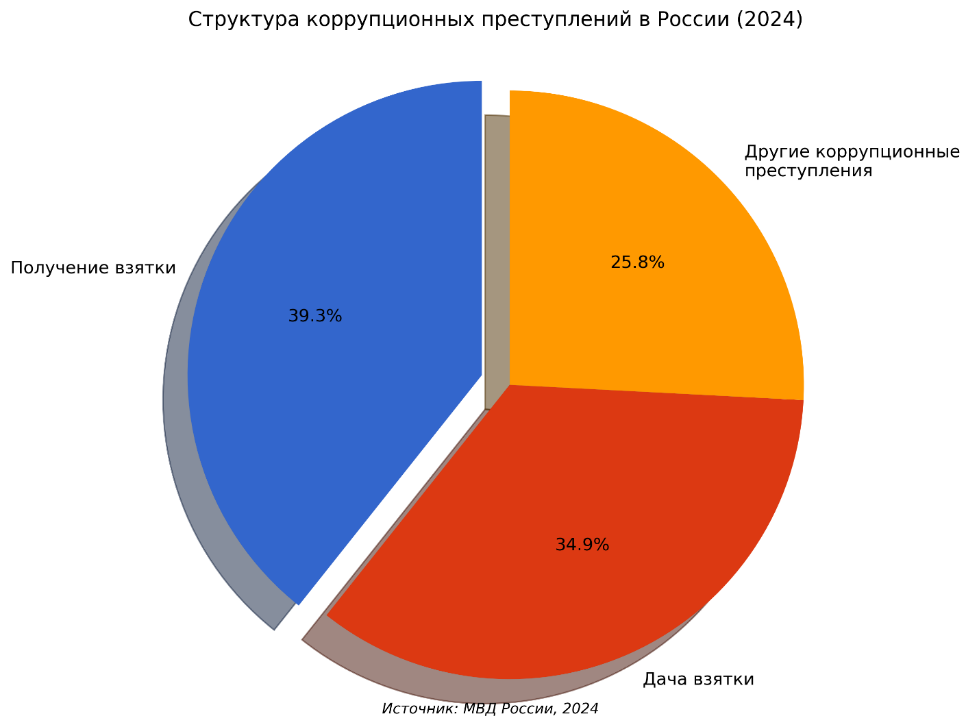 Структура коррупционных преступлений в России (2024)
Другие коррупционные
преступления
25.8%
Получение взятки
39.3%
34.9%
Дача взятки
Источник: МВД России, 2024